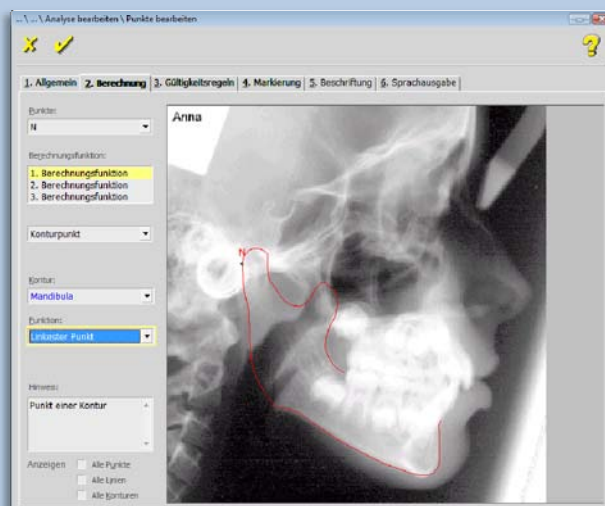 ...\...\Analyse bearbeiten \ Punkte bearbeiten
1. Allgemein
2. Berechnung
3. Gültigkeitsregeln
4. Markierung
5. Beschriftung
6. Sprachausgabe
Punkte:
N
Berechnungsfunktion:
1. Berechnungsfunktion
2. Berechnungsfunktion
3. Berechnungsfunktion
Konturpunkt
Kontur:
Mandibula
Funktion:
Linkester Punkt
Hinweis:
Punkt einer Kontur
Anzeigen
Alle Punkte
Alle Linien
Alle Konturen
Anna
N